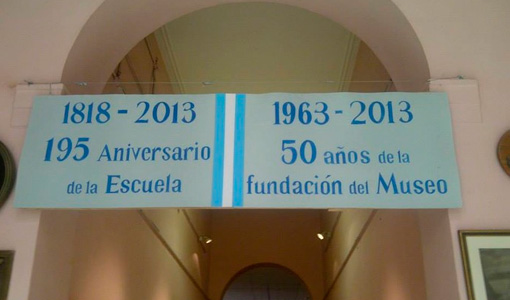 1818 - 2013
195 Aniversario
de la Escuela
1963 - 2013
50 años de la
fundación del Museo